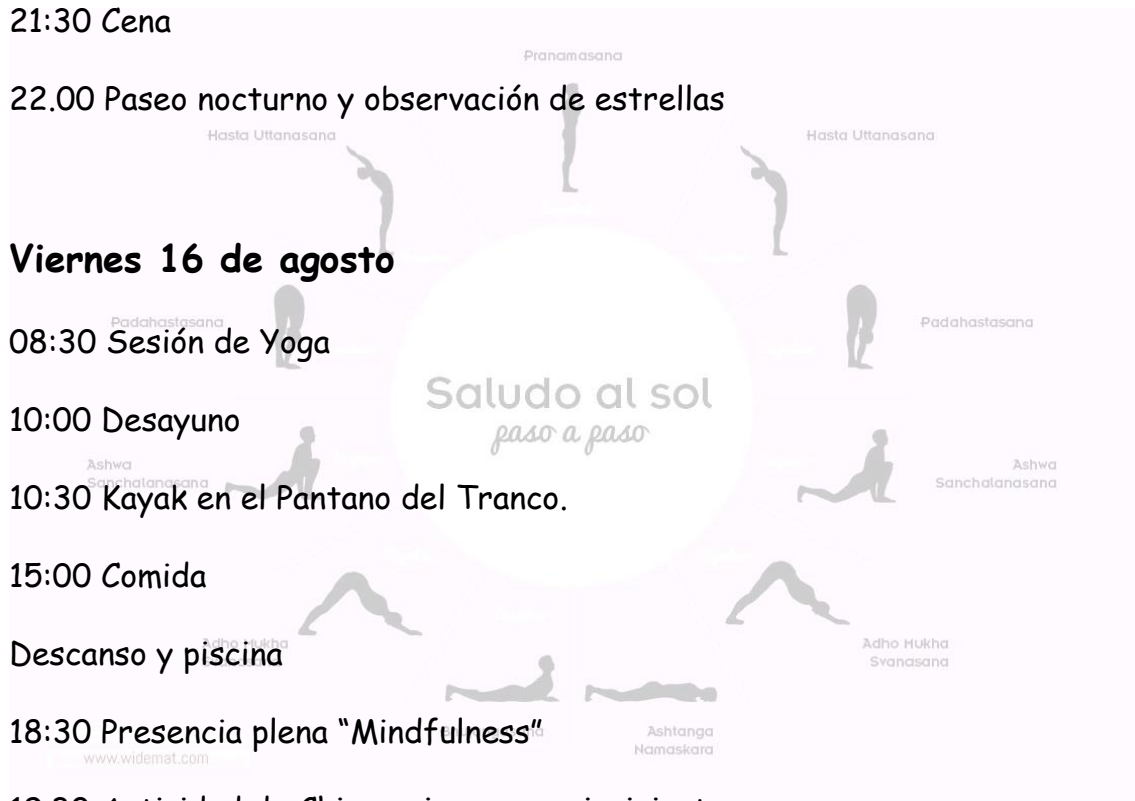 21:30 Cena
Pranamasana
22.00 Paseo nocturno y observación de estrellas
Hasta Uttanasana
Hasta Uttanasana
Viernes 16 de agosto
Padahastasana
Padahastasana
08:30 Sesión de Yoga
Saludo al sol
paso a paso
10:00 Desayuno
Ashwa
Sanchalanasana
Ashwa
Sanchalanasana
10:30 Kayak en el Pantano del Tranco.
15:00 Comida
Adho Mukha
Descanso y piscina
Adho Mukha
Svanasana
18:30 Presencia plena “Mindfulness”
Ashtanga
Namaskara
www.widemat.com